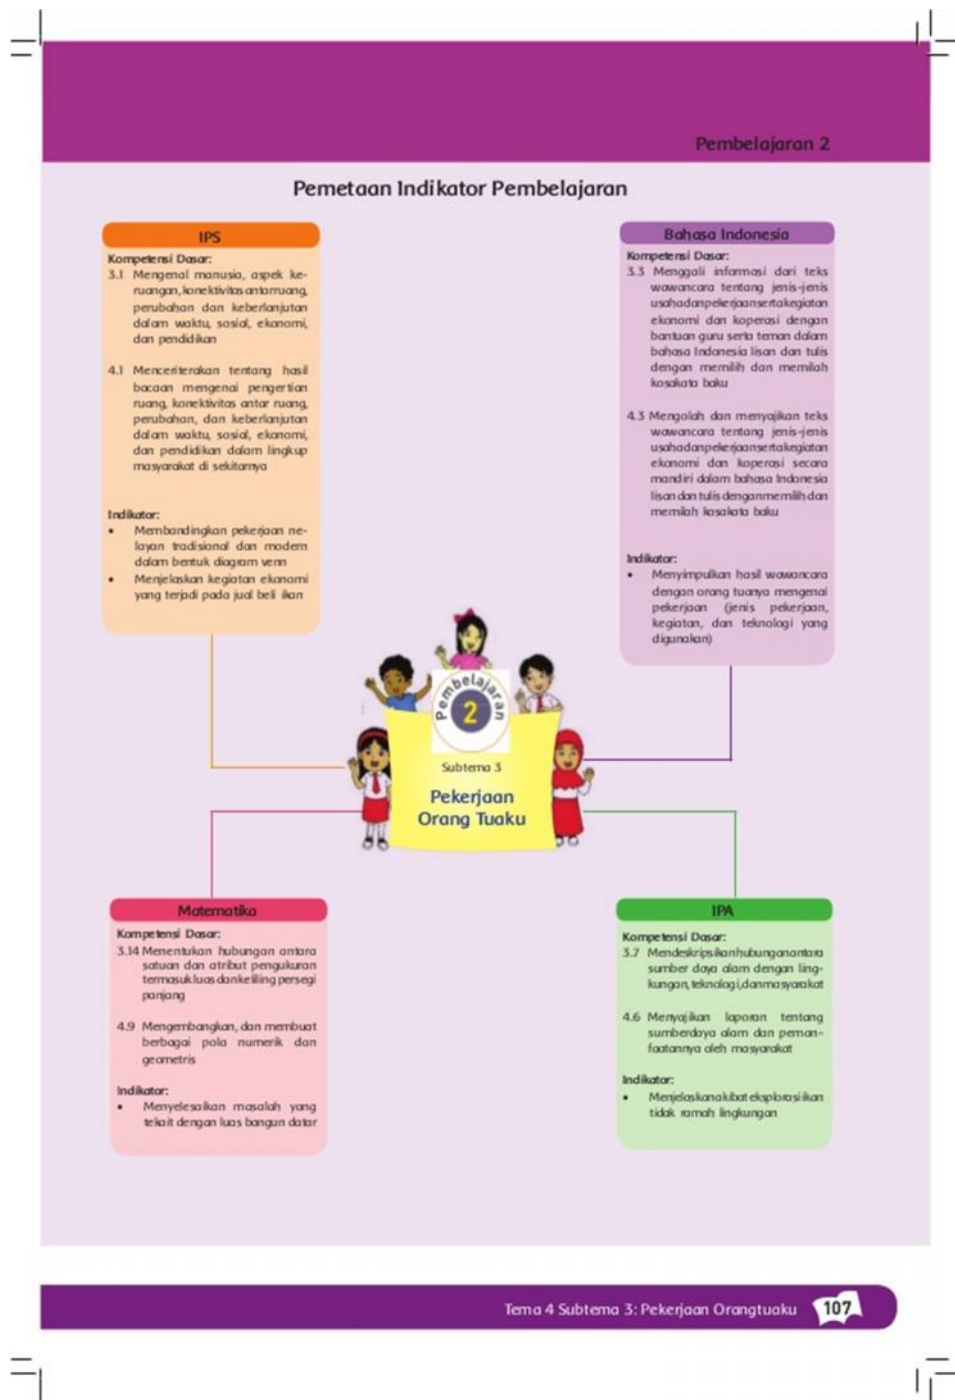 Pembelajaran 2
Pemetaan Indikator Pembelajaran
IPS
Kompetensi Dasar:
3.1 Mengenal manusia, aspek ke-
ruangan, konektivitas antar ruang,
perubahan dan keberlanjutan
dalam waktu, sosial, ekonomi,
dan pendidikan
4.1 Menceriterakan tentang hasil
bacaan mengenai pengertian
ruang, konektivitas antar ruang,
perubahan, dan keberlanjutan
dalam waktu, sosial, ekonomi,
dan pendidikan dalam lingkup
masyarakat di sekitarnya
Indikator:
• Membandingkan pekerjaan ne-
layan tradisional dan modern
dalam bentuk diagram venn
• Menjelaskan kegiatan ekonomi
yang terjadi pada jual beli ikan
Bahasa Indonesia
Kompetensi Dasar:
3.3 Menggali informasi dari teks
wawancara tentang jenis-jenis
usaha dan pekerjaan serta kegiatan
ekonomi dan koperasi dengan
bantuan guru serta teman dalam
bahasa Indonesia lisan dan tulis
dengan memilih dan memilah
kosakata baku
4.3 Mengolah dan menyajikan teks
wawancara tentang jenis-jenis
usaha dan pekerjaan serta kegiatan
ekonomi dan koperasi secara
mandiri dalam bahasa Indonesia
lisan dan tulis dengan memilih dan
memilah kosakata baku
Indikator:
• Menyimpulkan hasil wawancara
dengan orang tuanya mengenai
pekerjaan (jenis pekerjaan,
kegiatan, dan teknologi yang
digunakan)
Pembelajaran
2
Subtema 3
Pekerjaan
Orang Tuaku
Matematika
Kompetensi Dasar:
3.14 Menentukan hubungan antara
satuan dan atribut pengukuran
termasuk luas dan keliling persegi
panjang
4.9 Mengembangkan, dan membuat
berbagai pola numerik dan
geometris
Indikator:
• Menyelesaikan masalah yang
tekait dengan luas bangun datar
IPA
Kompetensi Dasar:
3.7 Mendeskripsikan hubungan antara
sumber daya alam dengan ling-
kungan, teknologi, dan masyarakat
4.6 Menyajikan laporan tentang
sumberdaya alam dan peman-
faatannya oleh masyarakat
Indikator:
• Menjelaskan akibat eksplorasi ikan
tidak ramah lingkungan
Tema 4 Subtema 3: Pekerjaan Orangtuaku
107